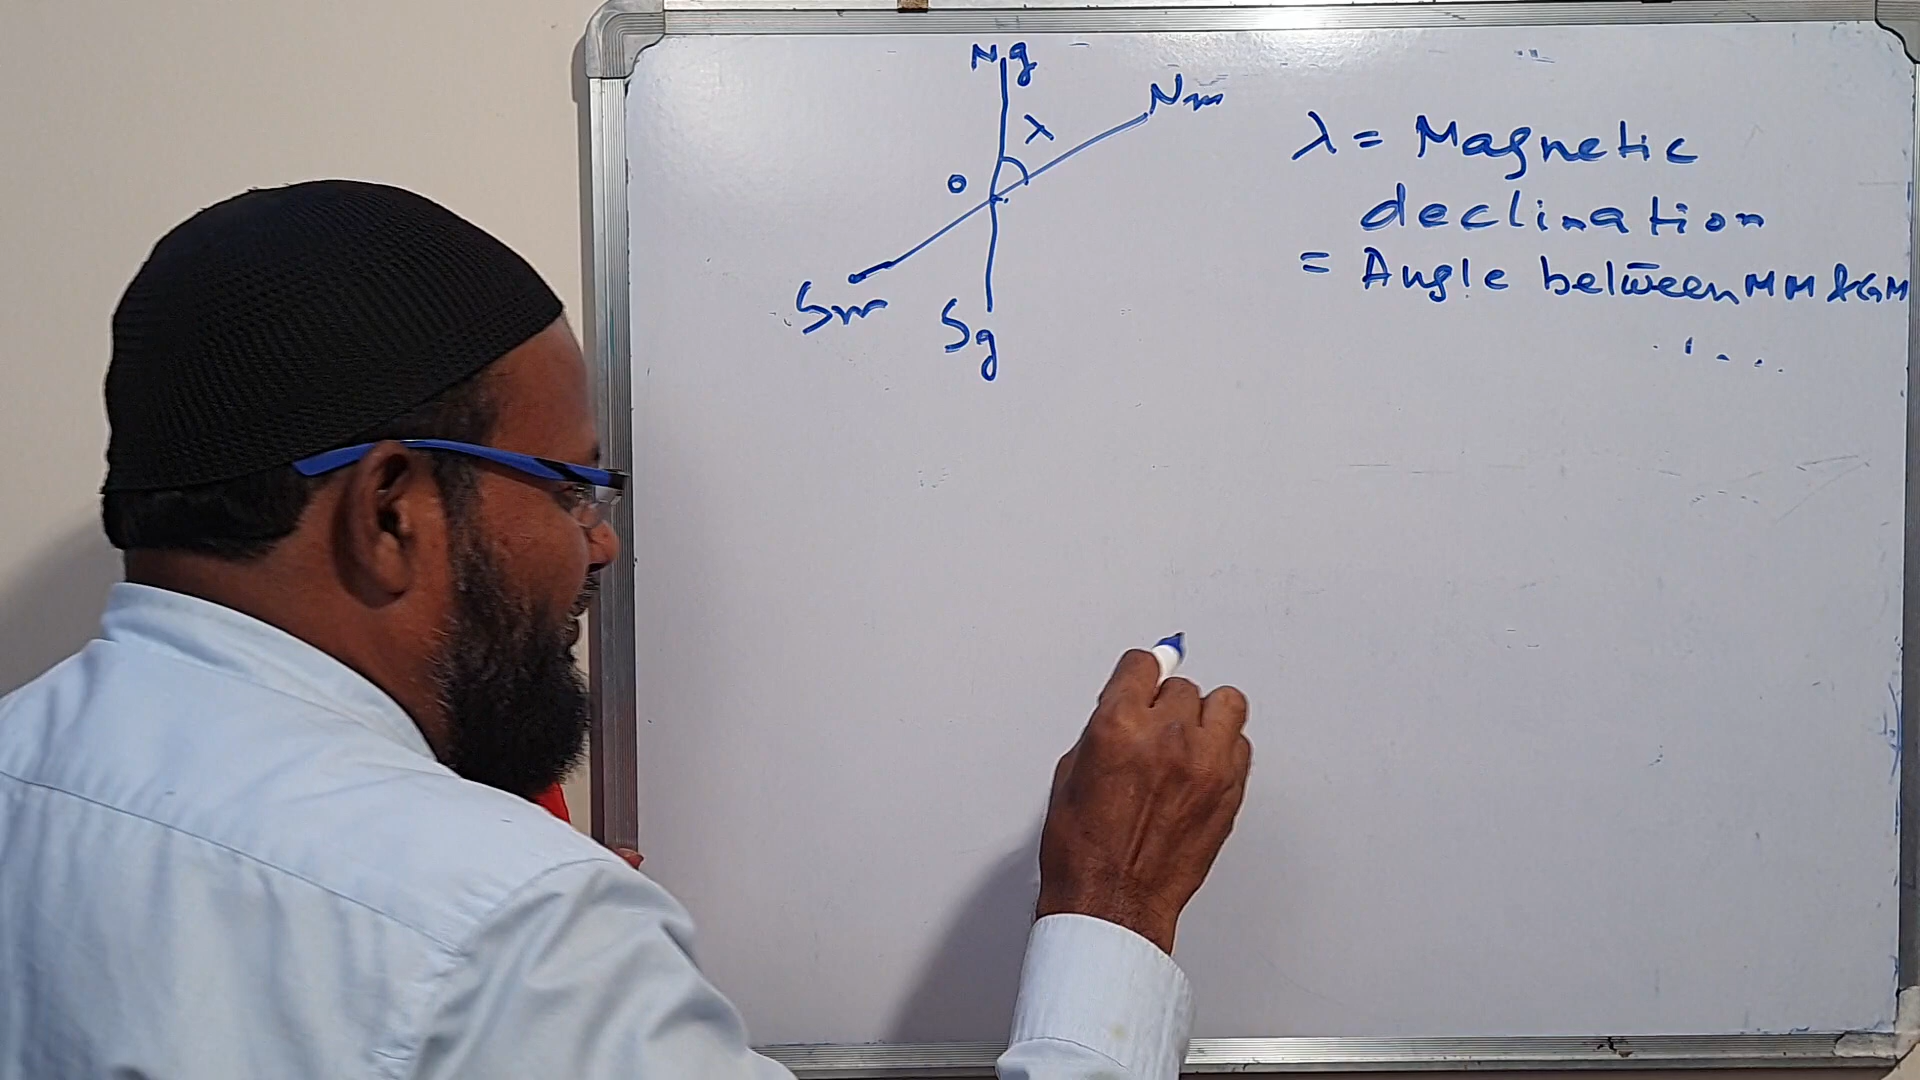 Ng
Nm
λ
O
Sm
Sg
λ = Magnetic
declination
= Angle between MM & GM